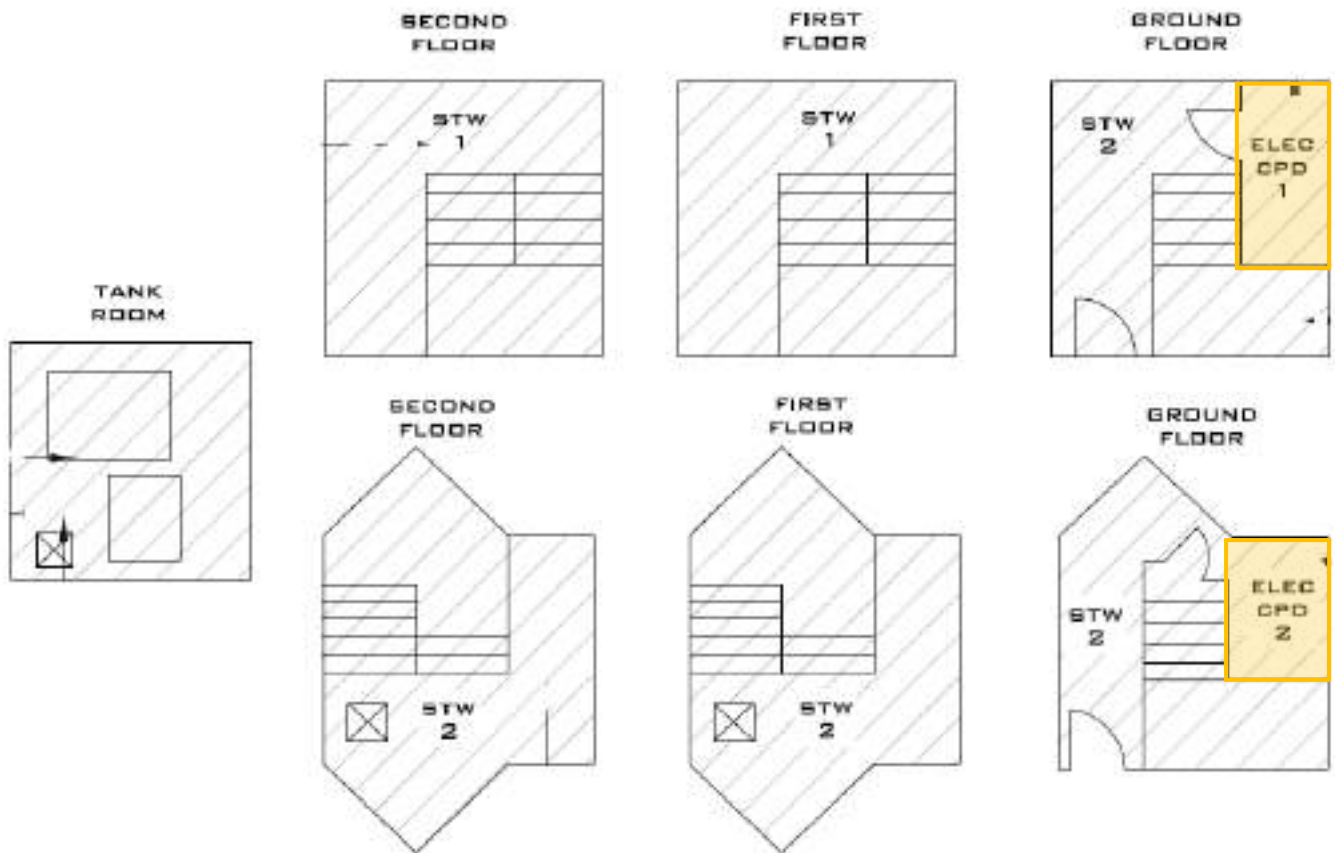 SECOND
FLOOR
FIRST
FLOOR
GROUND
FLOOR
STW
1
STW
1
STW
2
ELEC
CPD
1
TANK
ROOM
SECOND
FLOOR
FIRST
FLOOR
GROUND
FLOOR
STW
2
STW
2
STW
2
ELEC
CPD
2